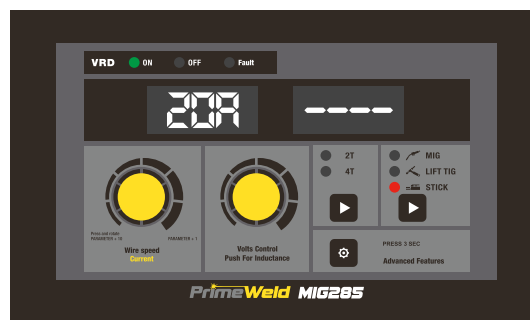 VRD ON OFF Fault
20A ----
2T
4T
MIG
LIFT TIG
STICK
Press and rotate
PARAMETER × 10
PARAMETER × 1
Wire speed
Current
Volts Control
Push For Inductance
PRESS 3 SEC
Advanced Features
PrimeWeld MIG285